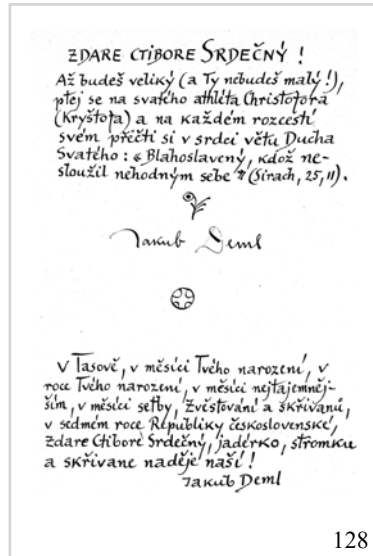 ZDARE CTIBORE SRDEČNÝ !
Až budeš veliký (a Ty nebudeš malý!),
ptej se na svatého athléta Christofora
(Kryštofa) a na každém rozcestí
svém přečti si v srdci větu Ducha
Svatého : « Blahoslavený, kdož ne-
sloužil nehodným sebe » (Sirach, 25, 11).
Jakub Deml
V Tasově, v měsíci Tvého narození, v
roce Tvého narození, v měsíci nejtajemněj-
ším, v měsíci setby, zvěstování a skřivanů,
v sedmém roce Republiky československé,
Zdare Ctibore Srdečný, jadérko, stromku
a skřivane naděje naší !
Jakub Deml
128